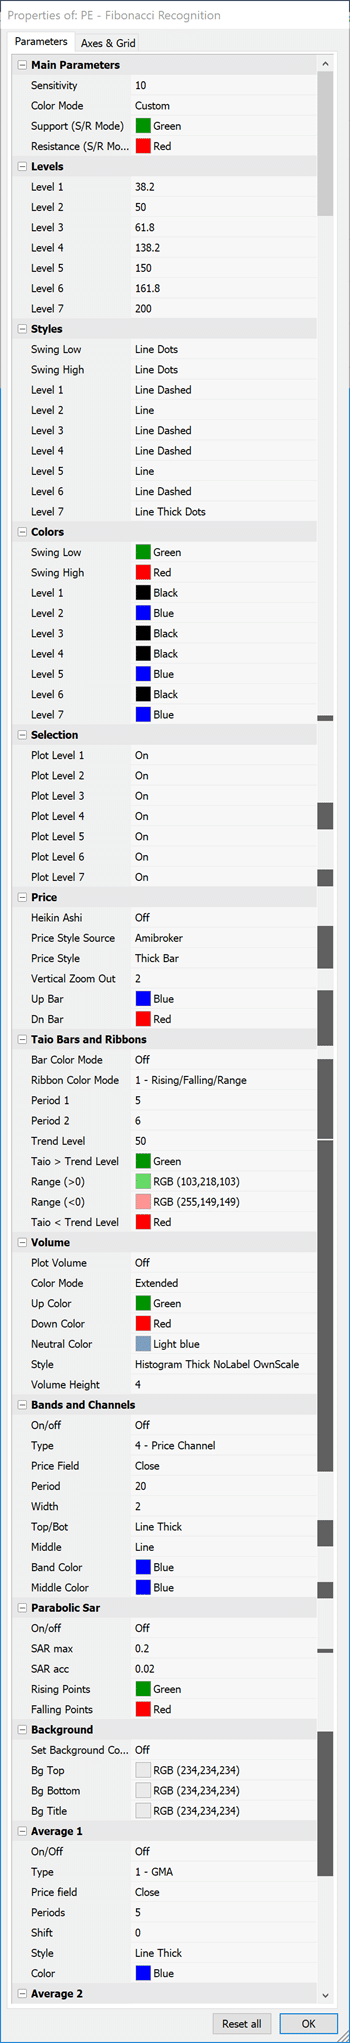 Properties of: PE - Fibonacci Recognition
Parameters Axes & Grid
Main Parameters
Sensitivity 10
Color Mode Custom
Support (S/R Mode) Green
Resistance (S/R Mo... Red
Levels
Level 1 38.2
Level 2 50
Level 3 61.8
Level 4 138.2
Level 5 150
Level 6 161.8
Level 7 200
Styles
Swing Low Line Dots
Swing High Line Dots
Level 1 Line Dashed
Level 2 Line
Level 3 Line Dashed
Level 4 Line Dashed
Level 5 Line
Level 6 Line Dashed
Level 7 Line Thick Dots
Colors
Swing Low Green
Swing High Red
Level 1 Black
Level 2 Blue
Level 3 Black
Level 4 Black
Level 5 Blue
Level 6 Black
Level 7 Blue
Selection
Plot Level 1 On
Plot Level 2 On
Plot Level 3 On
Plot Level 4 On
Plot Level 5 On
Plot Level 6 On
Plot Level 7 On
Price
Heikin Ashi Off
Price Style Source Amibroker
Price Style Thick Bar
Vertical Zoom Out 2
Up Bar Blue
Dn Bar Red
Taio Bars and Ribbons
Bar Color Mode Off
Ribbon Color Mode 1 - Rising/Falling/Range
Period 1 5
Period 2 6
Trend Level 50
Taio > Trend Level Green
Range (>0) RGB (103,218,103)
Range (<0) RGB (255,149,149)
Taio < Trend Level Red
Volume
Plot Volume Off
Color Mode Extended
Up Color Green
Down Color Red
Neutral Color Light blue
Style Histogram Thick NoLabel OwnScale
Volume Height 4
Bands and Channels
On/off Off
Type 4 - Price Channel
Price Field Close
Period 20
Width 2
Top/Bot Line Thick
Middle Line
Band Color Blue
Middle Color Blue
Parabolic Sar
On/off Off
SAR max 0.2
SAR acc 0.02
Rising Points Green
Falling Points Red
Background
Set Background Co... Off
Bg Top RGB (234,234,234)
Bg Bottom RGB (234,234,234)
Bg Title RGB (234,234,234)
Average 1
On/Off Off
Type 1 - GMA
Price field Close
Periods 5
Shift 0
Style Line Thick
Color Blue
Average 2
Reset all OK